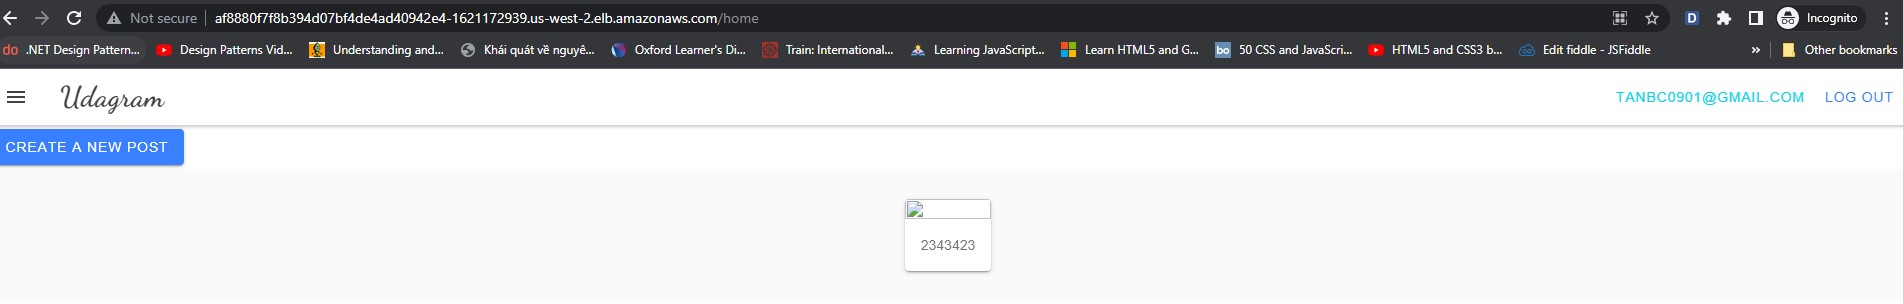 Not secure af8880f7f8b394d07bf4de4ad40942e4-1621172939.us-west-2.elb.amazonaws.com/home D Incognito
do .NET Design Pattern... Design Patterns Vid... Understanding and... Khái quát về nguyê... Oxford Learner's Di... Train: International... Learning JavaScript... Learn HTML5 and G... bo 50 CSS and JavaScri... HTML5 and CSS3 b... Edit fiddle - JSFiddle » Other bookmarks
Udagram TANBC0901@GMAIL.COM LOG OUT
CREATE A NEW POST
2343423